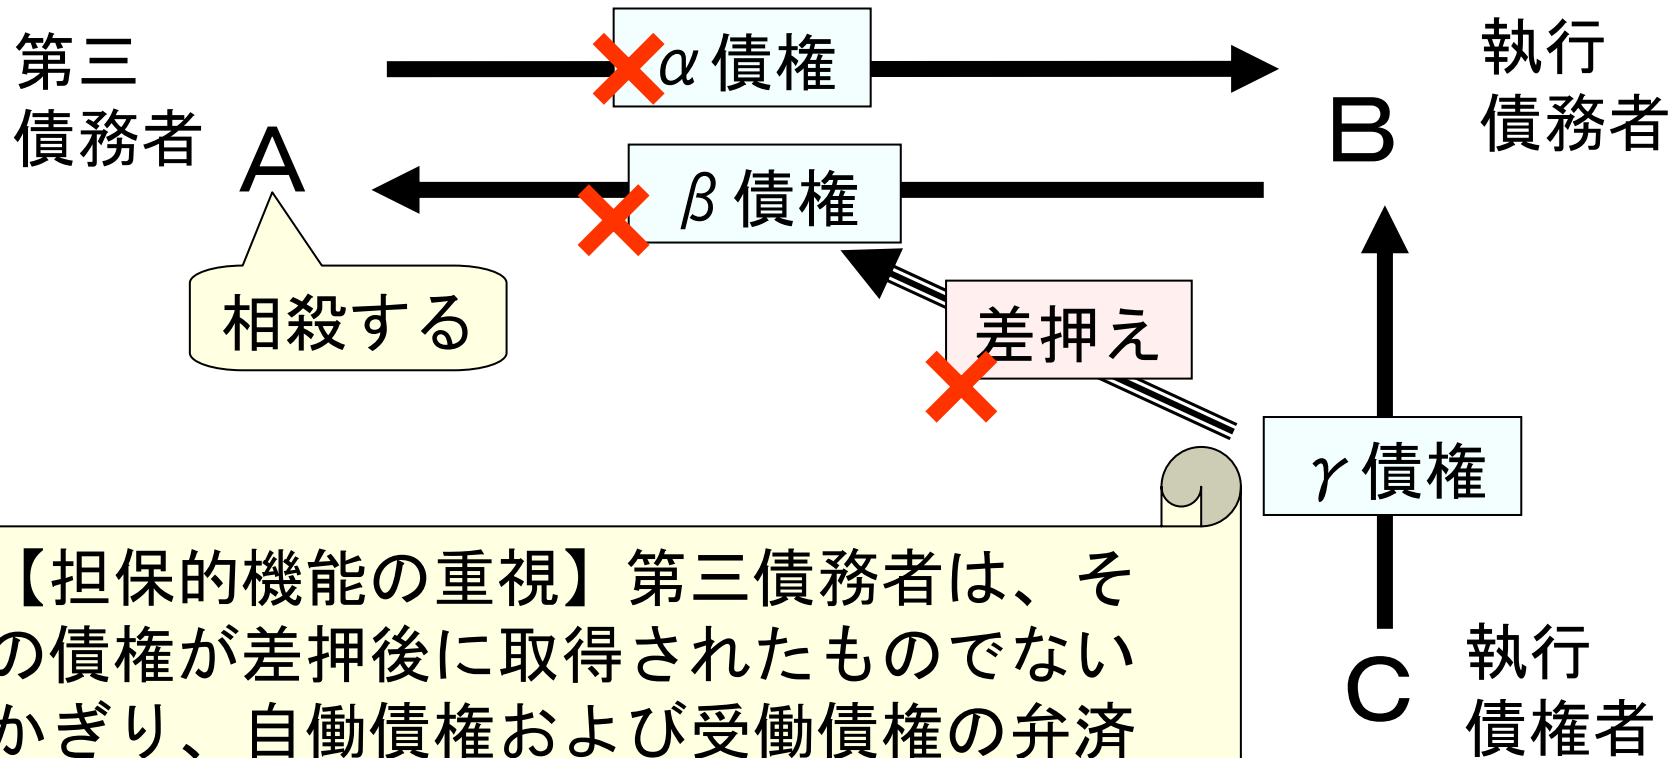 第三
債務者
A
α債権
B
執行
債務者
β債権
相殺する
差押え
γ債権
C
執行
債権者
【担保的機能の重視】第三債務者は、そ
の債権が差押後に取得されたものでない
かぎり、自働債権および受働債権の弁済